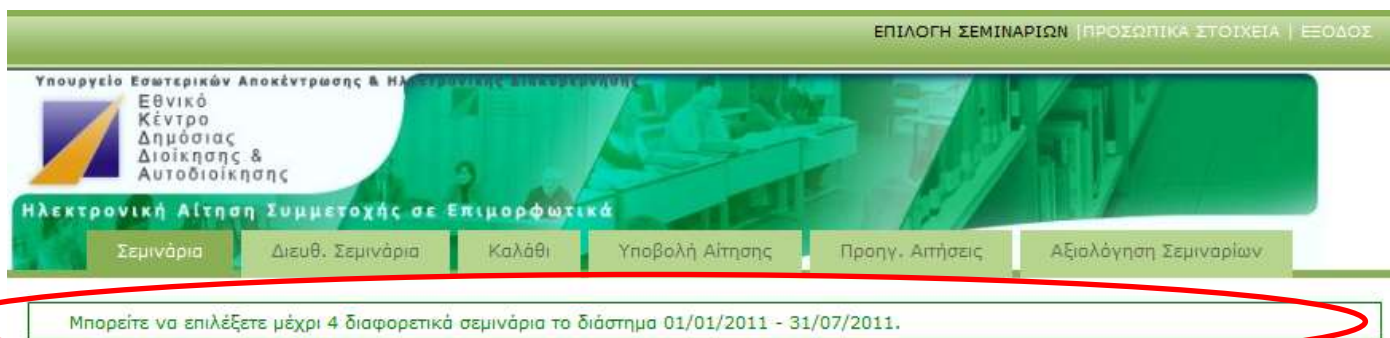 ΕΠΙΛΟΓΗ ΣΕΜΙΝΑΡΙΩΝ |ΠΡΟΣΩΠΙΚΑ ΣΤΟΙΧΕΙΑ | ΕΞΟΔΟΣ
Υπουργείο Εσωτερικών Αποκέντρωσης & Ηλεκτρονικής Διακυβέρνησης
Εθνικό
Κέντρο
Δημόσιας
Διοίκησης &
Αυτοδιοίκησης
Ηλεκτρονική Αίτηση Συμμετοχής σε Επιμορφωτικά
Σεμινάρια Διευθ. Σεμινάρια Καλάθι Υποβολή Αίτησης Προηγ. Αιτήσεις Αξιολόγηση Σεμιναρίων
Μπορείτε να επιλέξετε μέχρι 4 διαφορετικά σεμινάρια το διάστημα 01/01/2011 - 31/07/2011.